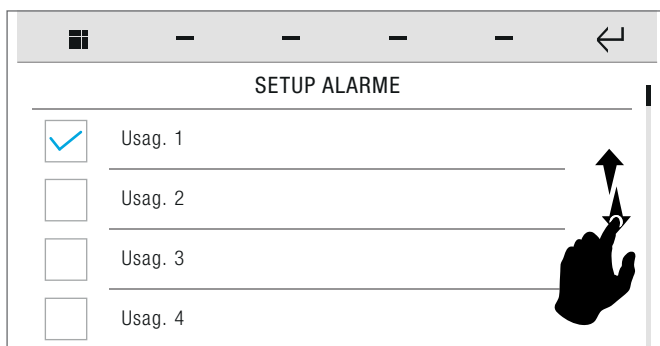 SETUP ALARME
Usag. 1
Usag. 2
Usag. 3
Usag. 4